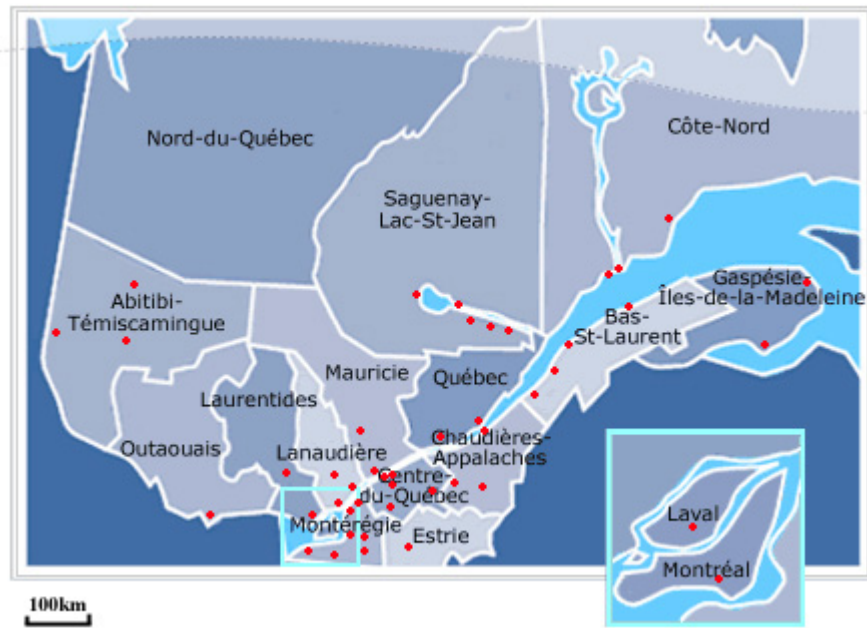 Nord-du-Québec
Côte-Nord
Saguenay-
Lac-St-Jean
Gaspésie-
Îles-de-la-Madeleine
Abitibi-
Témiscamingue
Bas-
St-Laurent
Mauricie
Québec
Laurentides
Outaouais
Lanaudière
Chaudières-
Appalaches
Centre-
du-Québec
Montérégie
Estrie
Laval
Montréal
100km